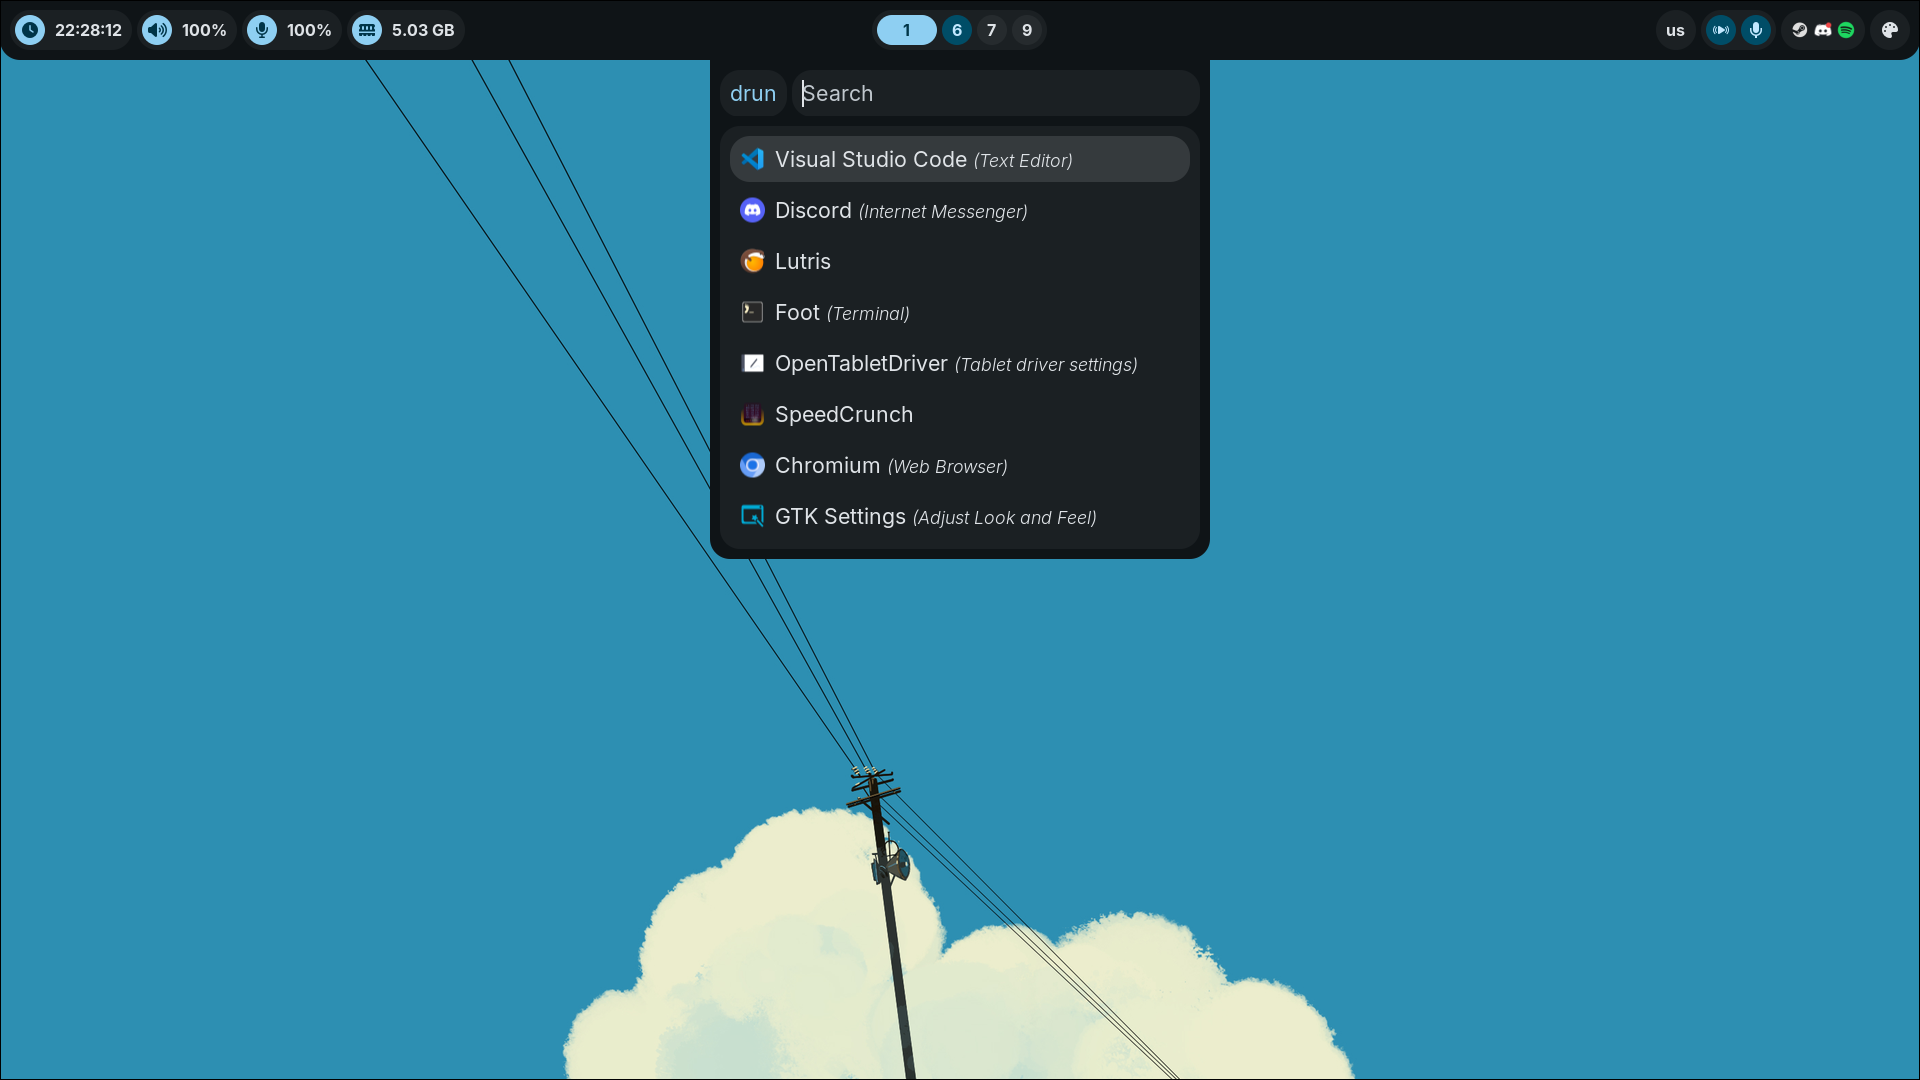 22:28:12 100% 100% 5.03 GB 1 6 7 9 us
drun Search
Visual Studio Code (Text Editor)
Discord (Internet Messenger)
Lutris
Foot (Terminal)
OpenTabletDriver (Tablet driver settings)
SpeedCrunch
Chromium (Web Browser)
GTK Settings (Adjust Look and Feel)